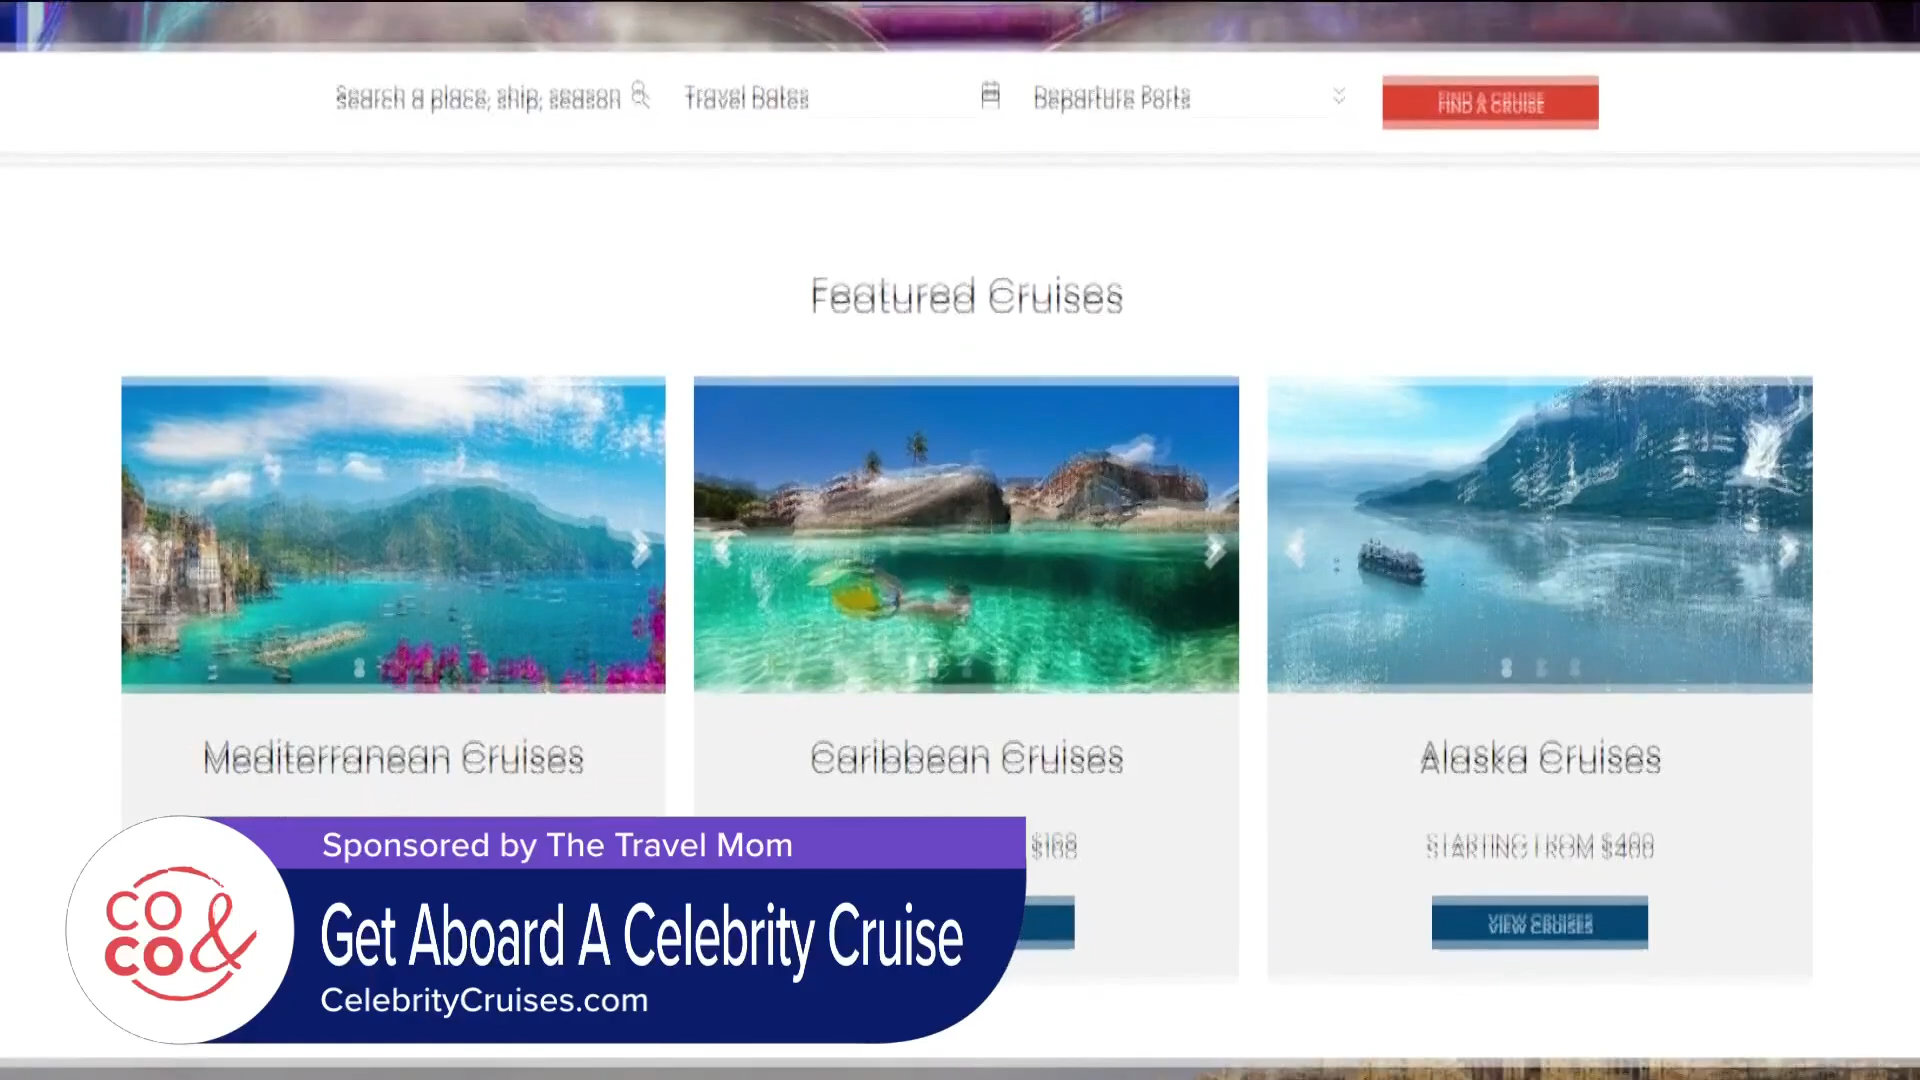 Search a place, ship, season
Travel Dates
Departure Ports
FIND A CRUISE
Featured Cruises
Mediterranean Cruises
Caribbean Cruises
Alaska Cruises
$168
STARTING FROM $400
VIEW CRUISES
Sponsored by The Travel Mom
CO
CO&
Get Aboard A Celebrity Cruise
CelebrityCruises.com